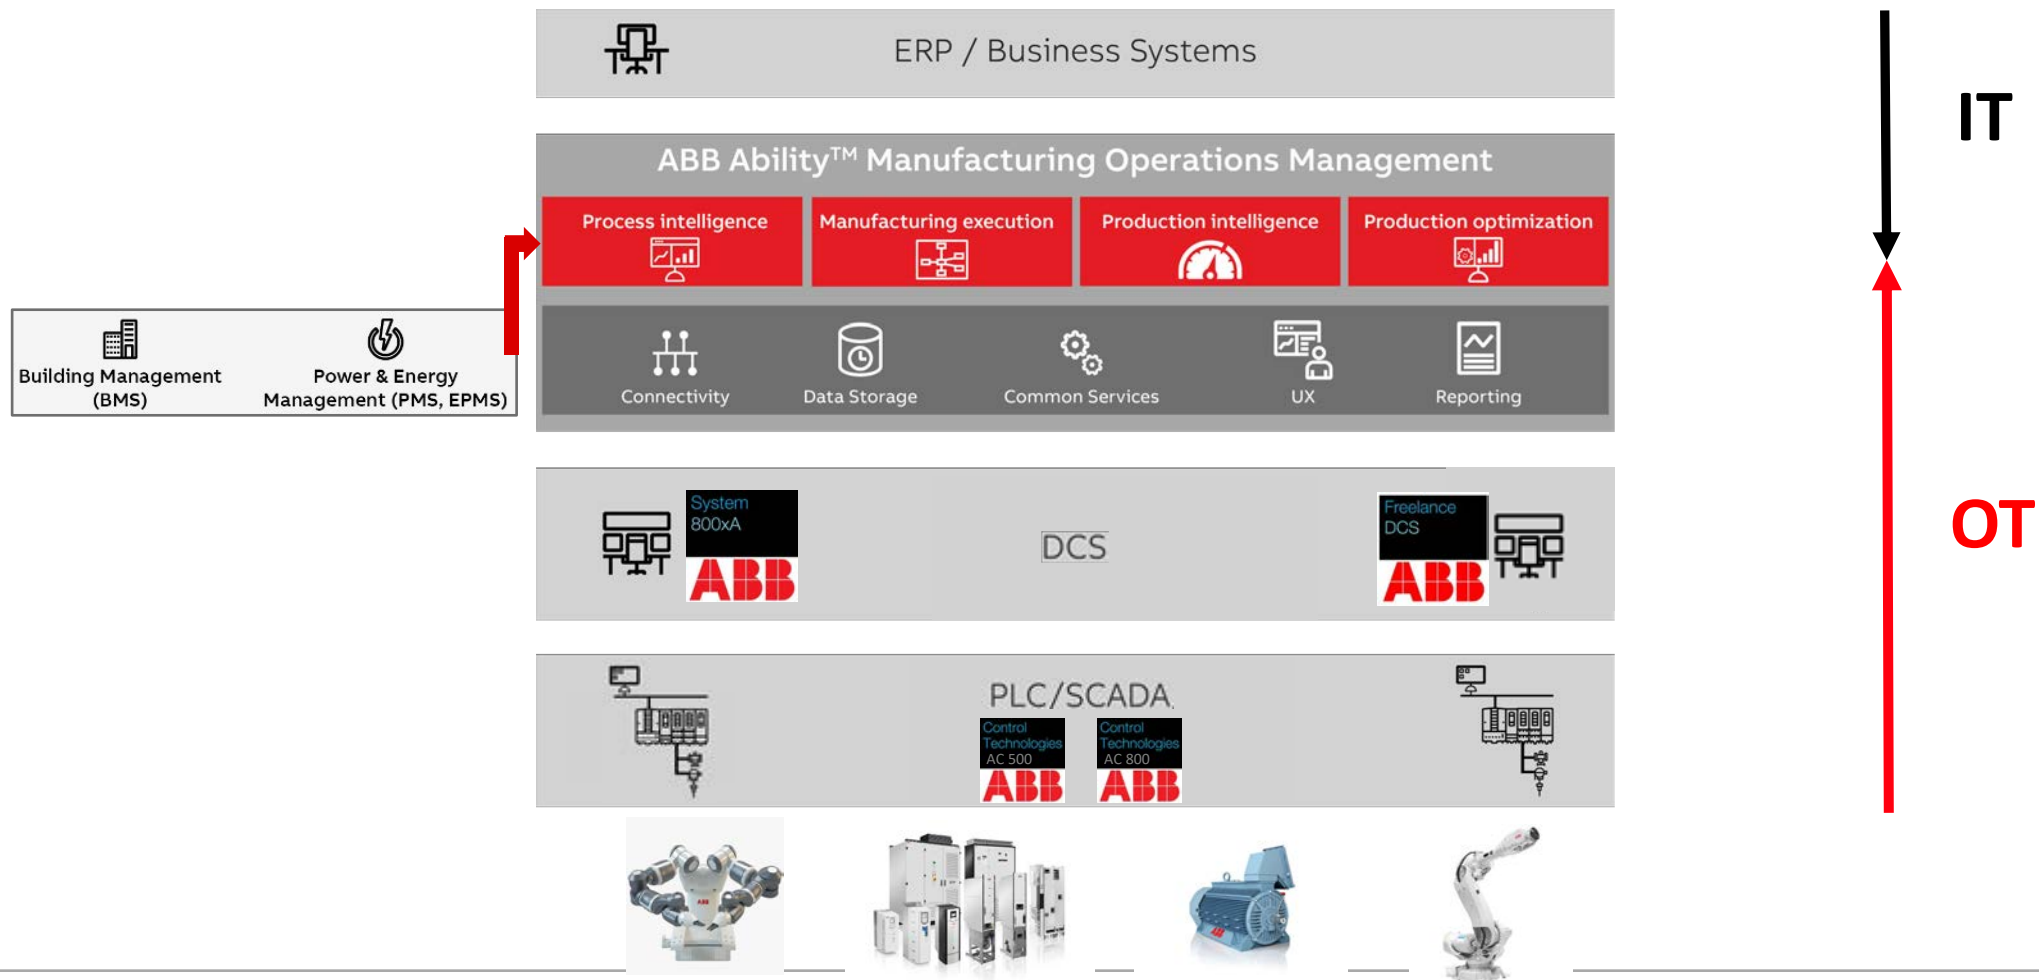 ERP / Business Systems
IT
ABB Ability™ Manufacturing Operations Management
Process intelligence
Manufacturing execution
Production intelligence
Production optimization
Building Management
(BMS)
Power & Energy
Management (PMS, EPMS)
Connectivity
Data Storage
Common Services
UX
Reporting
System
800xA
ABB
DCS
Freelance
DCS
ABB
OT
PLC/SCADA
Control
Technologies
AC 500
ABB
Control
Technologies
AC 800
ABB
ABB
ABB